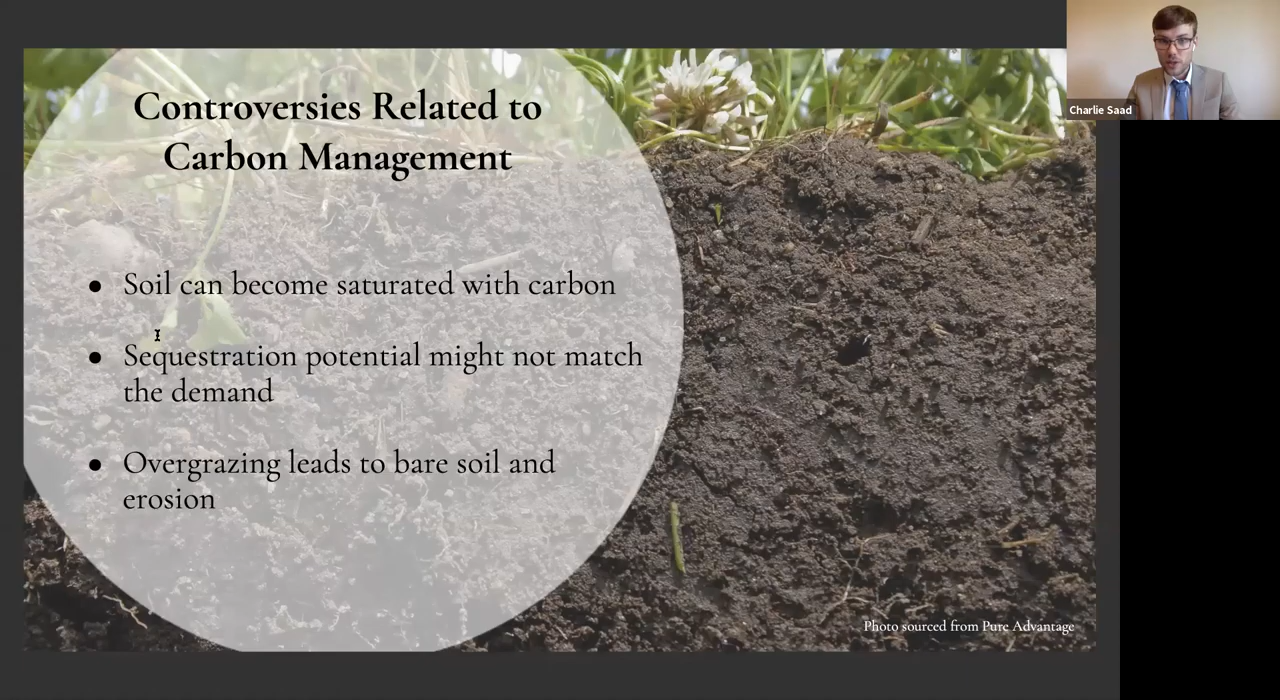 Controversies Related to
Carbon Management
● Soil can become saturated with carbon
● Sequestration potential might not match
the demand
● Overgrazing leads to bare soil and
erosion
Photo sourced from Pure Advantage
Charlie Saad